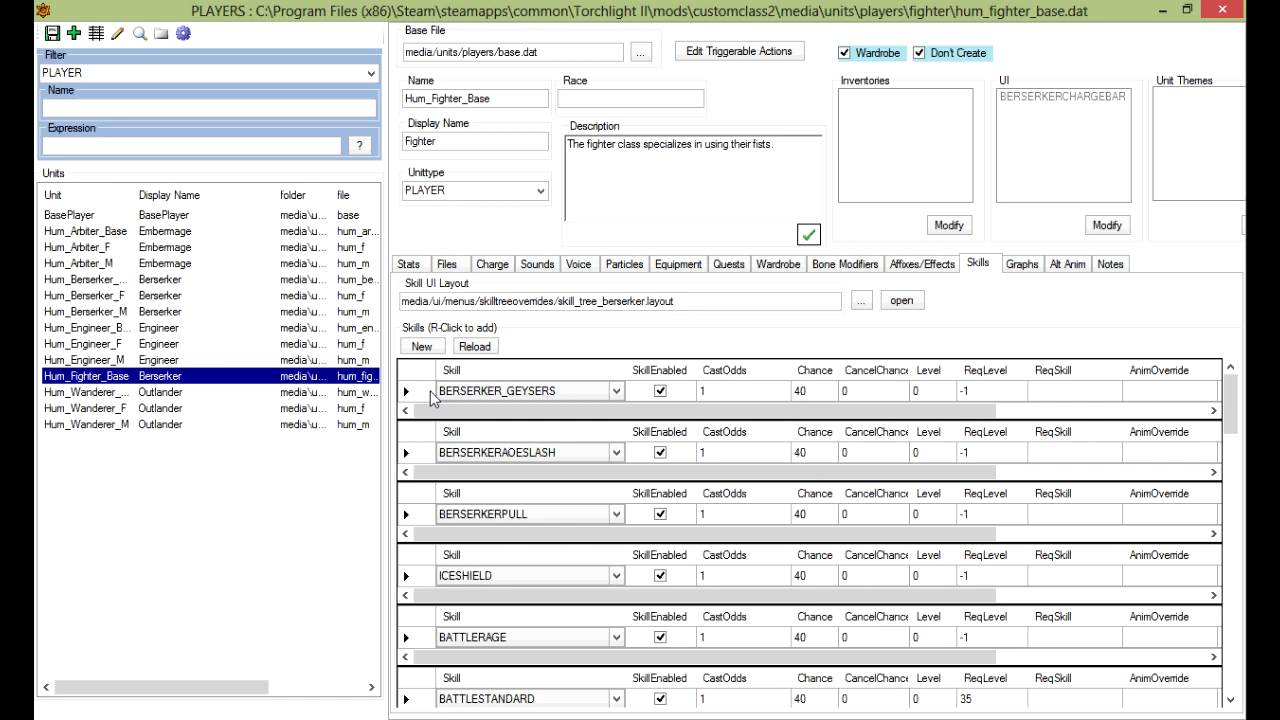 PLAYERS : C:\Program Files (x86)\Steam\steamapps\common\Torchlight II\mods\customclass2\media\units\players\fighter\hum_fighter_base.dat
Filter
PLAYER
Name
Expression
?
Units
Unit Display Name folder file
BasePlayer BasePlayer media\u... base
Hum_Arbiter_Base Embermage media\u... hum_ar...
Hum_Arbiter_F Embermage media\u... hum_f
Hum_Arbiter_M Embermage media\u... hum_m
Hum_Berserker_... Berserker media\u... hum_be...
Hum_Berserker_F Berserker media\u... hum_f
Hum_Berserker_M Berserker media\u... hum_m
Hum_Engineer_B... Engineer media\u... hum_en...
Hum_Engineer_F Engineer media\u... hum_f
Hum_Engineer_M Engineer media\u... hum_m
Hum_Fighter_Base Berserker media\u... hum_fig...
Hum_Wanderer_... Outlander media\u... hum_w...
Hum_Wanderer_F Outlander media\u... hum_f
Hum_Wanderer_M Outlander media\u... hum_m
Base File
media/units/players/base.dat ... Edit Triggerable Actions Wardrobe Don't Create
Name Race Inventories UI Unit Themes
Hum_Fighter_Base BERSERKERCHARGEBAR
Display Name Description
Fighter The fighter class specializes in using their fists.
Unittype
PLAYER
Modify Modify
Stats Files Charge Sounds Voice Particles Equipment Quests Wardrobe Bone Modifiers Affixes/Effects Skills Graphs Alt Anim Notes
Skill UI Layout
media/ui/menus/skilltreeoverrides/skill_tree_berserker.layout ... open
Skills (R-Click to add)
New Reload
Skill SkillEnabled CastOdds Chance CancelChance Level ReqLevel ReqSkill AnimOverride
BERSERKER_GEYSERS 1 40 0 0 -1
Skill SkillEnabled CastOdds Chance CancelChance Level ReqLevel ReqSkill AnimOverride
BERSERKERAOESLASH 1 40 0 0 -1
Skill SkillEnabled CastOdds Chance CancelChance Level ReqLevel ReqSkill AnimOverride
BERSERKERPULL 1 40 0 0 -1
Skill SkillEnabled CastOdds Chance CancelChance Level ReqLevel ReqSkill AnimOverride
ICESHIELD 1 40 0 0 -1
Skill SkillEnabled CastOdds Chance CancelChance Level ReqLevel ReqSkill AnimOverride
BATTLERAGE 1 40 0 0 -1
Skill SkillEnabled CastOdds Chance CancelChance Level ReqLevel ReqSkill AnimOverride
BATTLESTANDARD 1 40 0 0 35